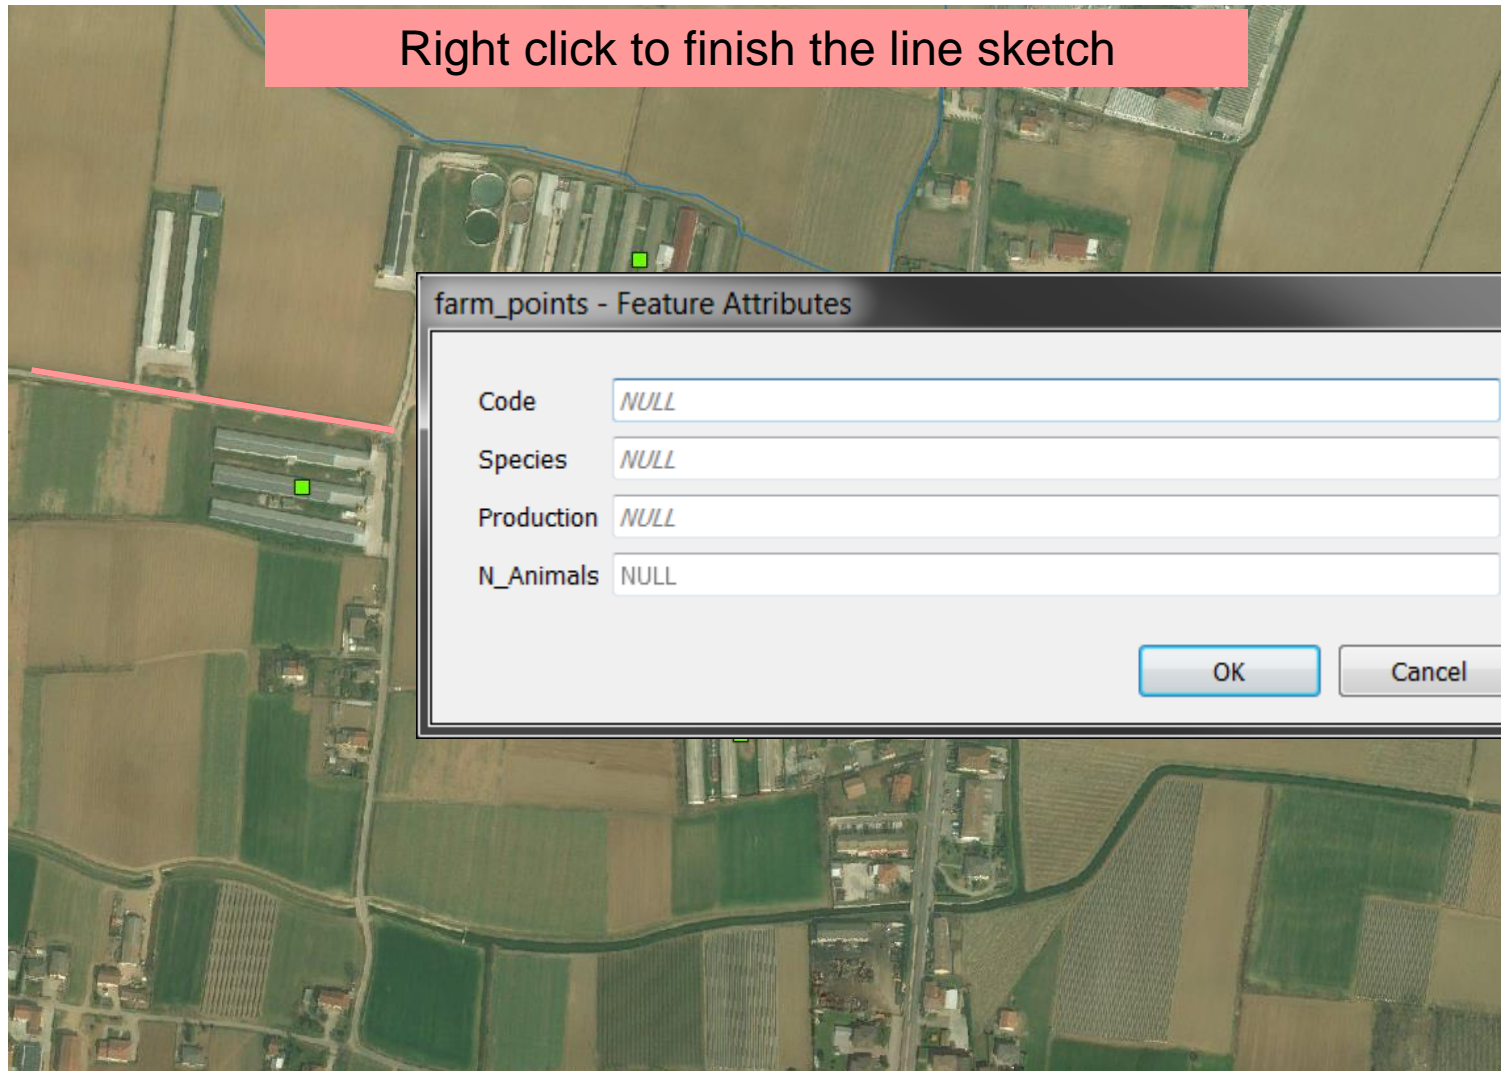 Right click to finish the line sketch
farm_points - Feature Attributes
Code NULL
Species NULL
Production NULL
N_Animals NULL
OK Cancel